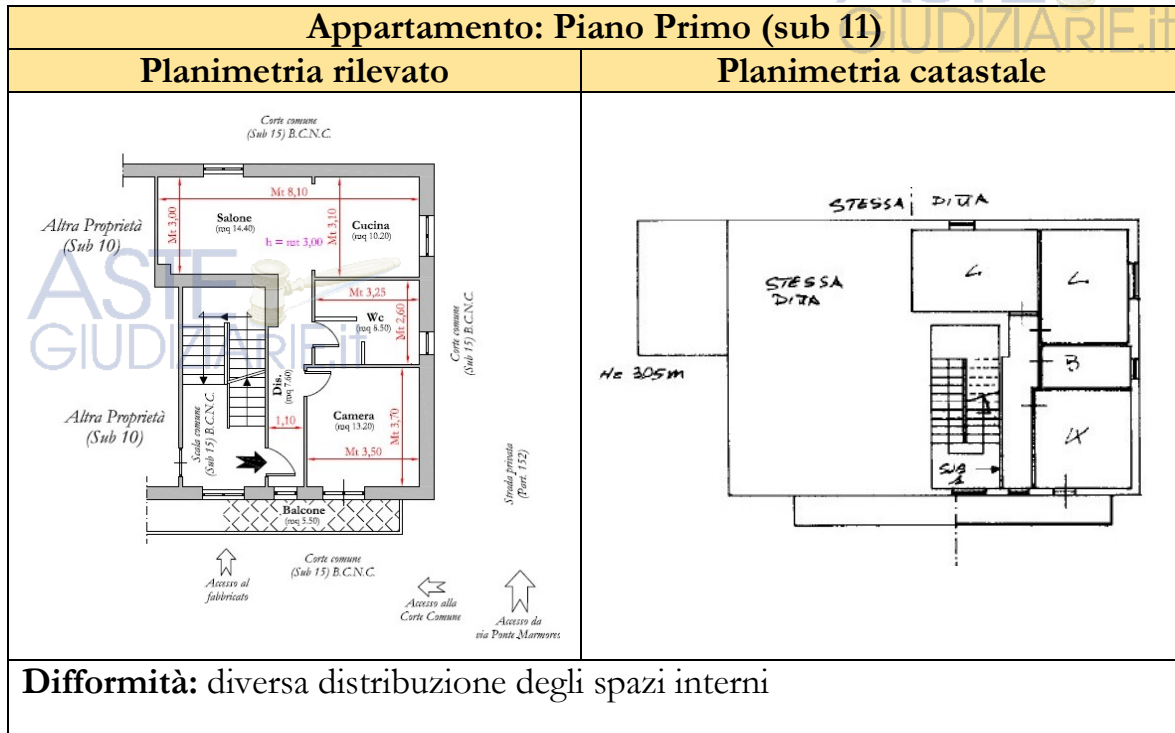 ASTE
GIUDIZIARIE.it
Appartamento: Piano Primo (sub 11)
Planimetria rilevato
Planimetria catastale
Corte comune
(Sub 15) B.C.N.C.
Mt 8,10
Mt 3,00
Salone
(mq 14.40)
h = mt 3,00
Mt 3,10
Cucina
(mq 10.20)
Altra Proprietà
(Sub 10)
ASTE
GIUDIZIARIE.it
Mt 3,25
Wc
(mq 6.50)
Mt 2,60
Corte comune
(Sub 15) B.C.N.C.
Dis.
(mq 7.60)
Camera
(mq 13.20)
Mt 3,70
1,10
Mt 3,50
Altra Proprietà
(Sub 10)
Scala comune
(Sub 15) B.C.N.C.
Strada privata
(Part. 152)
Balcone
(mq 5.50)
Corte comune
(Sub 15) B.C.N.C.
Accesso al
fabbricato
Accesso alla
Corte Comune
Accesso da
via Ponte Marmores
STESSA DITTA
STESSA
DITTA
H= 3.05 m
B
SUB
Difformità: diversa distribuzione degli spazi interni